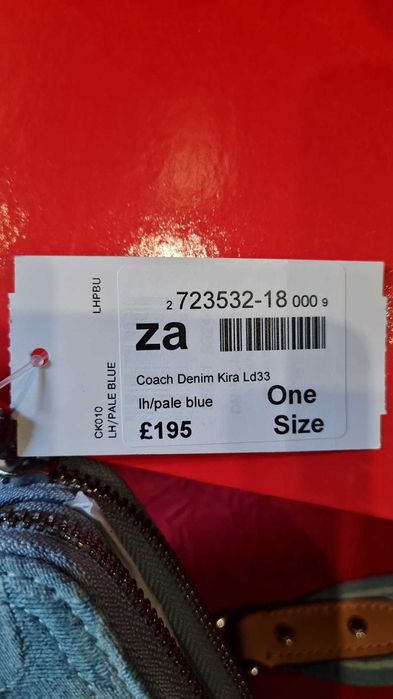 2 723532-18 000 9
za
Coach Denim Kira Ld33
lh/pale blue
£195
One
Size
CK010
LHPBU
LH/PALE BLUE